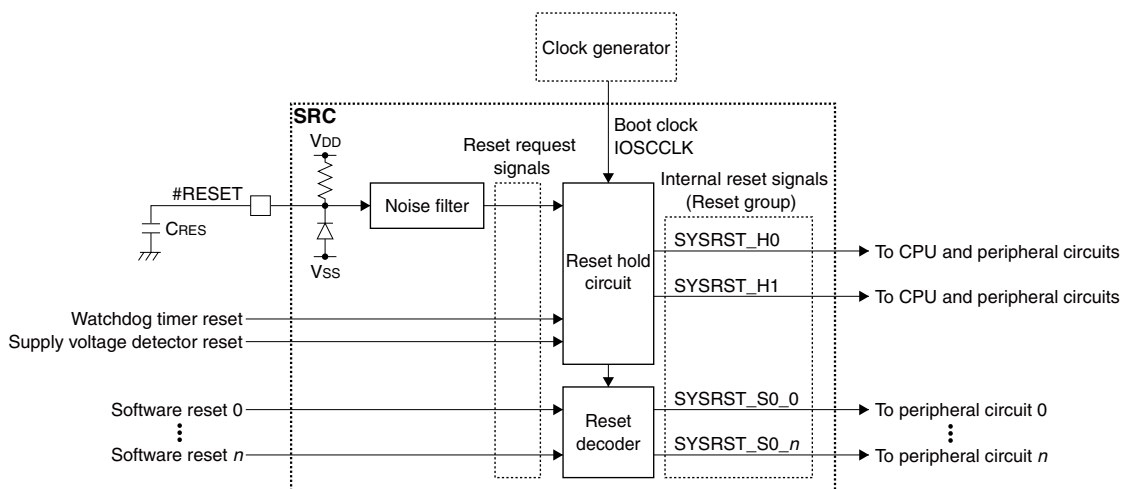 Clock generator
SRC
Boot clock
IOSCCLK
VDD
Reset request
signals
Internal reset signals
(Reset group)
#RESET
Noise filter
CRES
VSS
Reset hold
circuit
SYSRST_H0
To CPU and peripheral circuits
SYSRST_H1
To CPU and peripheral circuits
Watchdog timer reset
Supply voltage detector reset
Software reset 0
Software reset n
Reset
decoder
SYSRST_S0_0
To peripheral circuit 0
SYSRST_S0_n
To peripheral circuit n